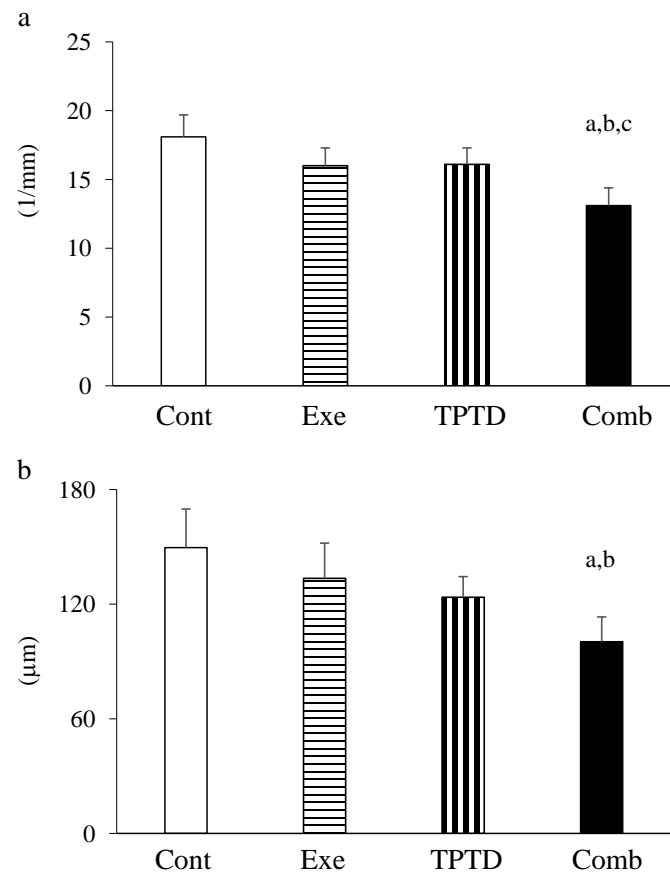 a
25
20
15
10
5
0
(1/mm)
a,b,c
Cont Exe TPTD Comb
b
180
120
60
0
(µm)
a,b
Cont Exe TPTD Comb